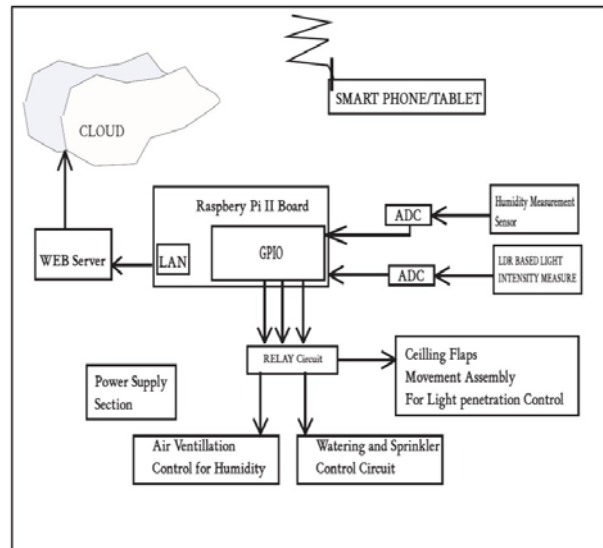 SMART PHONE/TABLET
CLOUD
Raspbery Pi II Board
ADC
Humidity Measurement
Sensor
WEB Server
LAN
GPIO
ADC
LDR BASED LIGHT
INTENSITY MEASURE
RELAY Circuit
Ceilling Flaps
Movement Assembly
For Light penetration Control
Power Supply
Section
Air Ventillation
Control for Humidity
Watering and Sprinkler
Control Circuit